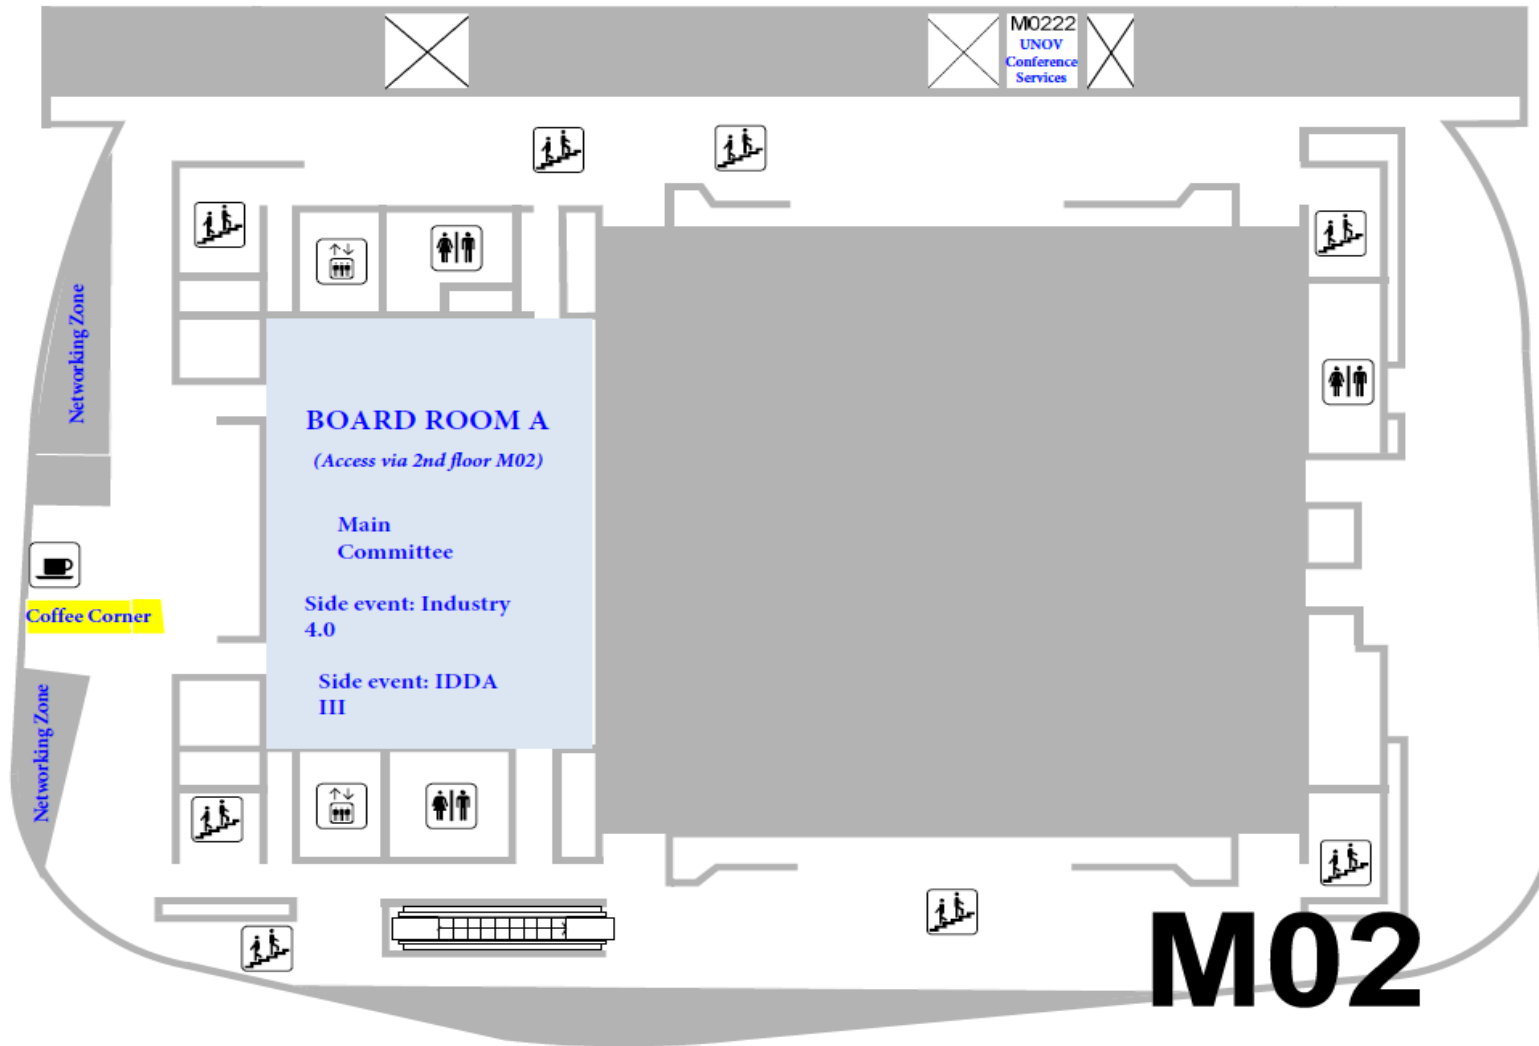 M0222
UNOV
Conference
Services
Networking Zone
BOARD ROOM A
(Access via 2nd floor M02)
Main
Committee
Side event: Industry
4.0
Side event: IDDA
III
Coffee Corner
Networking Zone
M02